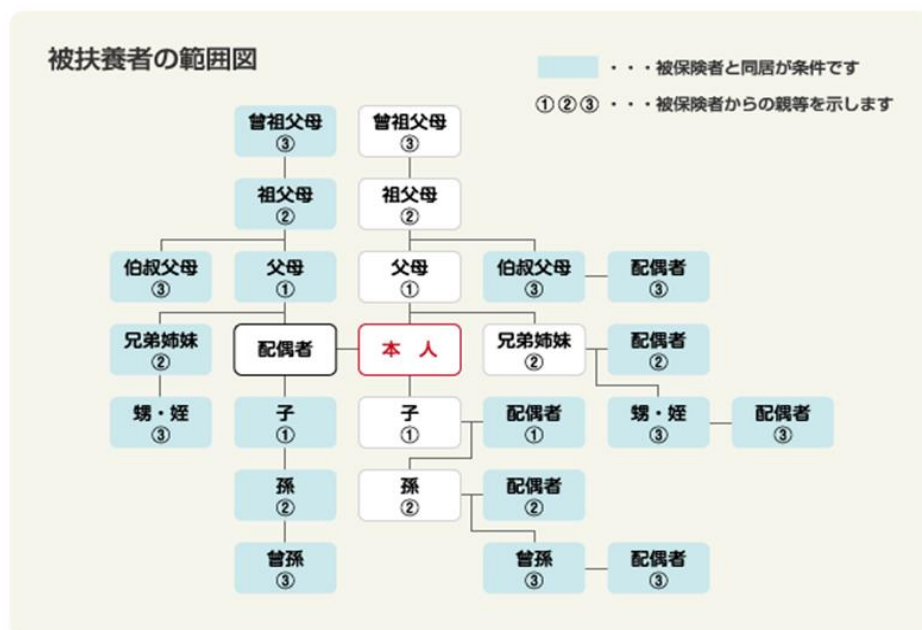 被扶養者の範囲図
・・・被保険者と同居が条件です
①②③・・・被保険者からの親等を示します
曾祖父母
③
曾祖父母
③
祖父母
②
祖父母
②
伯叔父母
③
父母
①
父母
①
伯叔父母
③
配偶者
③
兄弟姉妹
②
配偶者
本 人
兄弟姉妹
②
配偶者
②
甥・姪
③
子
①
子
①
配偶者
①
甥・姪
③
配偶者
③
孫
②
孫
②
配偶者
②
曾孫
③
曾孫
③
配偶者
③